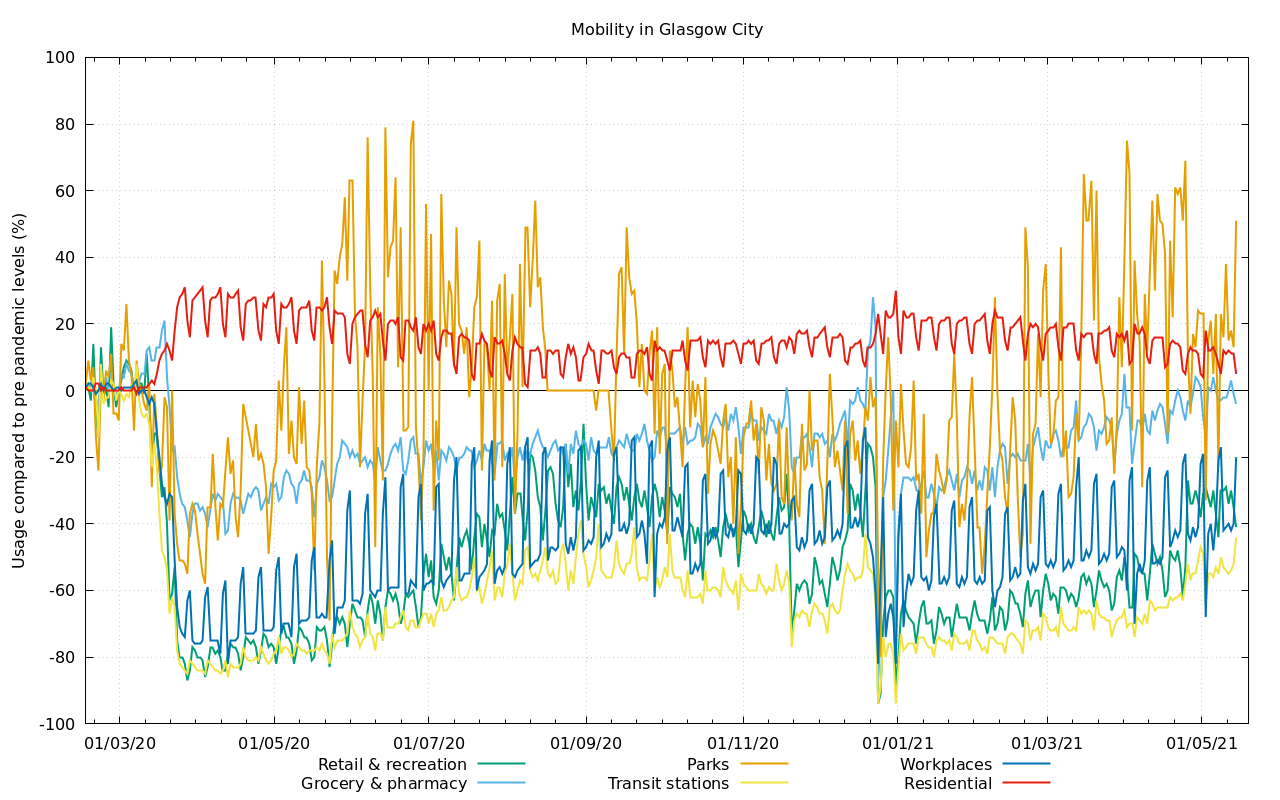 Mobility in Glasgow City
Usage compared to pre pandemic levels (%)
100
80
60
40
20
0
-20
-40
-60
-80
-100
01/03/20 01/05/20 01/07/20 01/09/20 01/11/20 01/01/21 01/03/21 01/05/21
Retail & recreation Parks Workplaces
Grocery & pharmacy Transit stations Residential